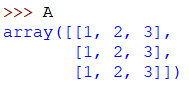 >>> A
array([[1, 2, 3],
       [1, 2, 3],
       [1, 2, 3]])